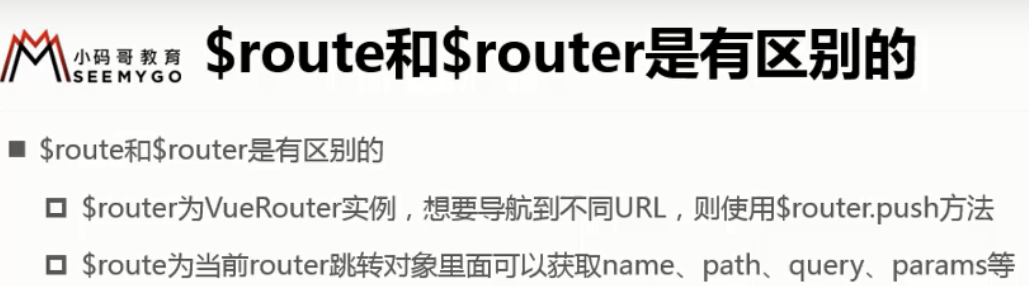 小码哥教育
SEEMYGO
$route和$router是有区别的
$route和$router是有区别的
$router为VueRouter实例，想要导航到不同URL，则使用$router.push方法
$route为当前router跳转对象里面可以获取name、path、query、params等